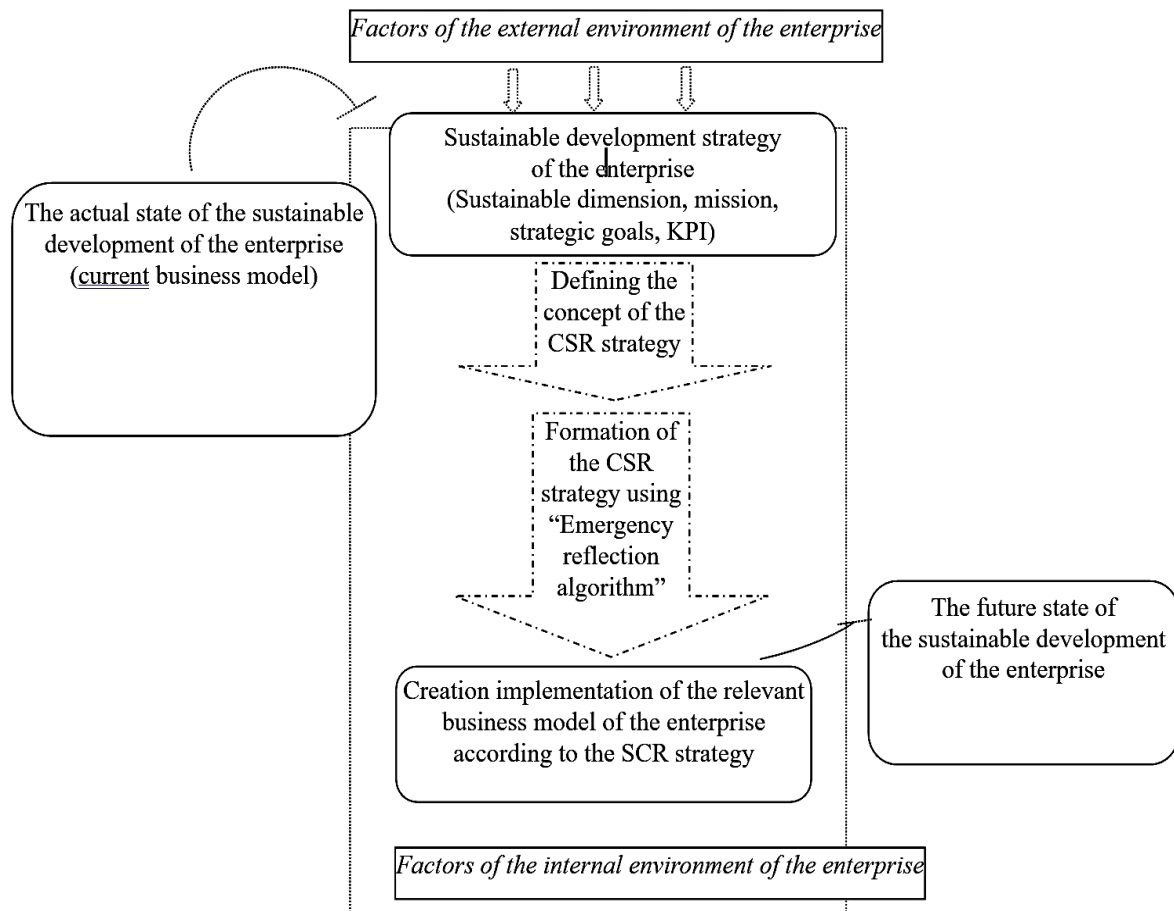 Factors of the external environment of the enterprise
Sustainable development strategy
of the enterprise
(Sustainable dimension, mission,
strategic goals, KPI)
The actual state of the sustainable
development of the enterprise
(current business model)
Defining the
concept of the
CSR strategy
Formation of
the CSR
strategy using
“Emergency
reflection
algorithm”
The future state of
the sustainable development
of the enterprise
Creation implementation of the relevant
business model of the enterprise
according to the SCR strategy
Factors of the internal environment of the enterprise